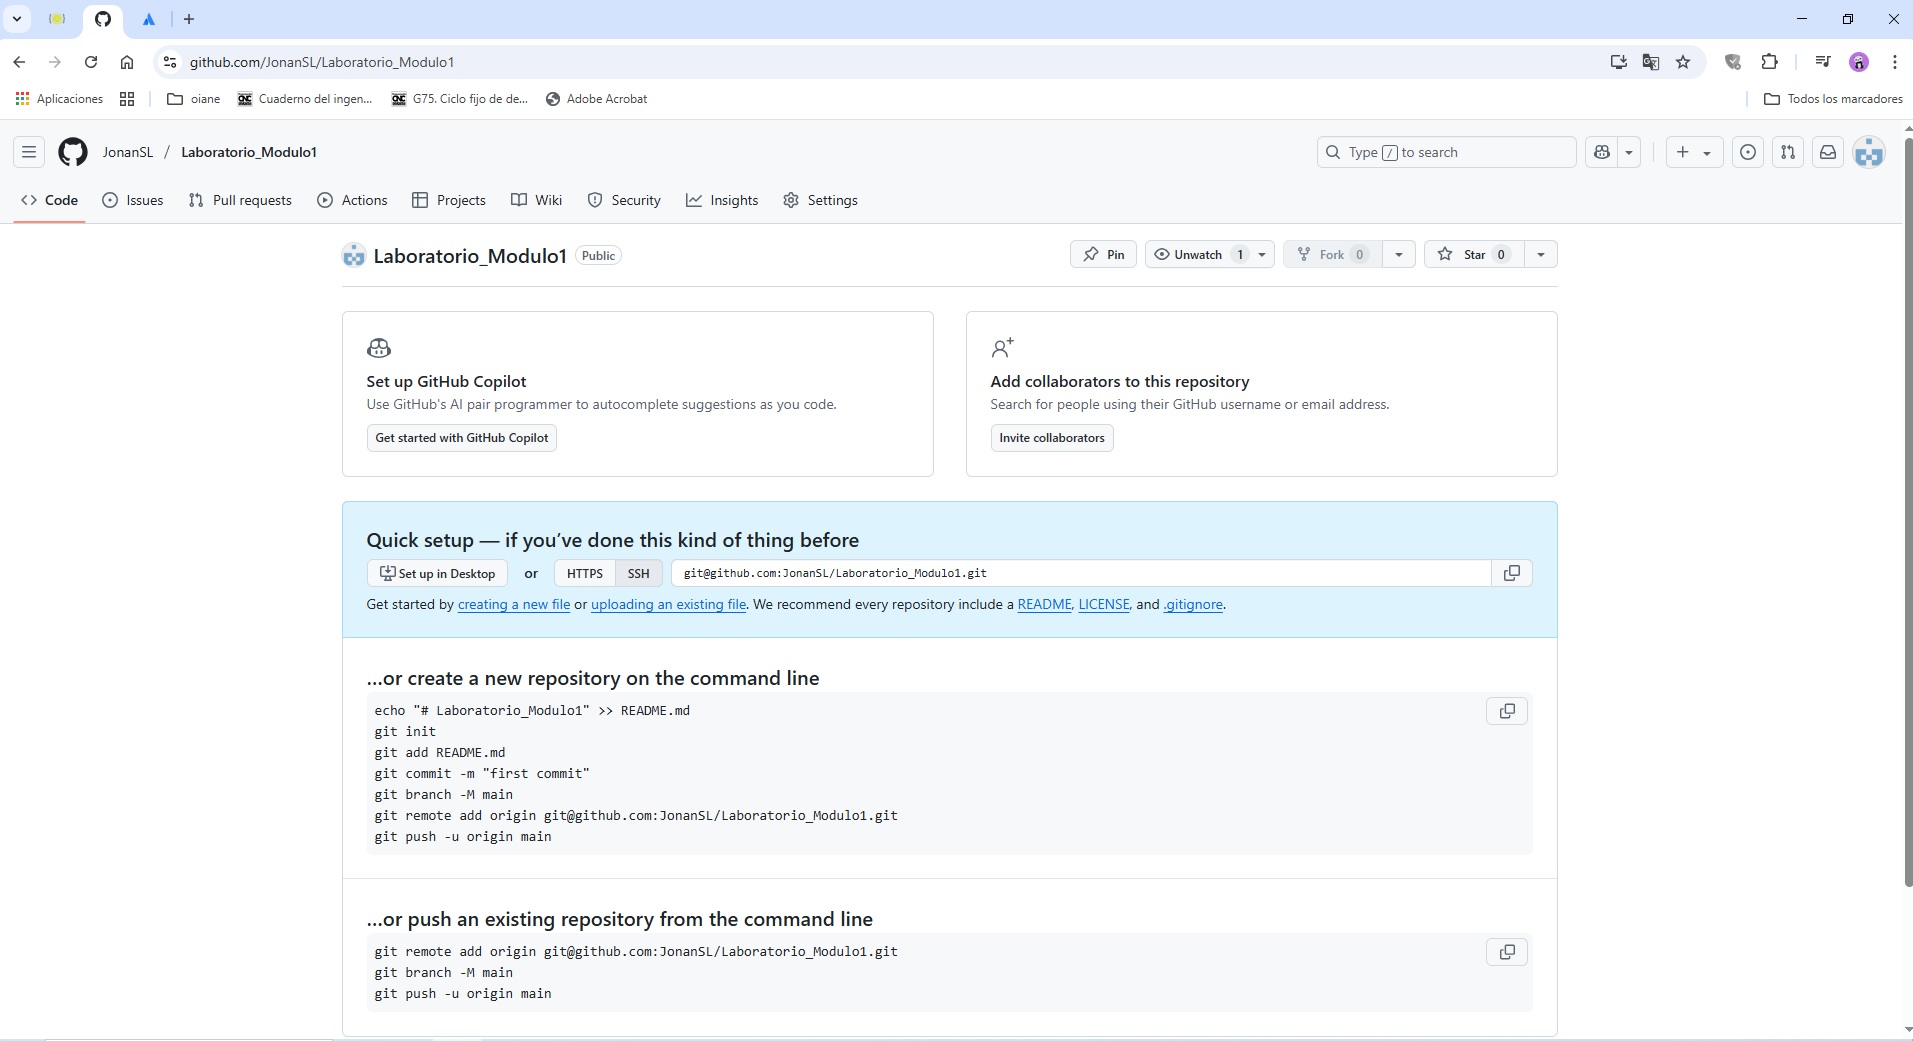 github.com/JonanSL/Laboratorio_Modulo1
Aplicaciones
oiane
Cuaderno del ingen...
G75. Ciclo fijo de de...
Adobe Acrobat
Todos los marcadores
JonanSL / Laboratorio_Modulo1
Type / to search
Code
Issues
Pull requests
Actions
Projects
Wiki
Security
Insights
Settings
Laboratorio_Modulo1 Public
Pin
Unwatch 1
Fork 0
Star 0
Set up GitHub Copilot
Use GitHub's AI pair programmer to autocomplete suggestions as you code.
Get started with GitHub Copilot
Add collaborators to this repository
Search for people using their GitHub username or email address.
Invite collaborators
Quick setup — if you’ve done this kind of thing before
Set up in Desktop or HTTPS SSH git@github.com:JonanSL/Laboratorio_Modulo1.git
Get started by creating a new file or uploading an existing file. We recommend every repository include a README, LICENSE, and .gitignore.
…or create a new repository on the command line
echo "# Laboratorio_Modulo1" >> README.md
git init
git add README.md
git commit -m "first commit"
git branch -M main
git remote add origin git@github.com:JonanSL/Laboratorio_Modulo1.git
git push -u origin main
…or push an existing repository from the command line
git remote add origin git@github.com:JonanSL/Laboratorio_Modulo1.git
git branch -M main
git push -u origin main